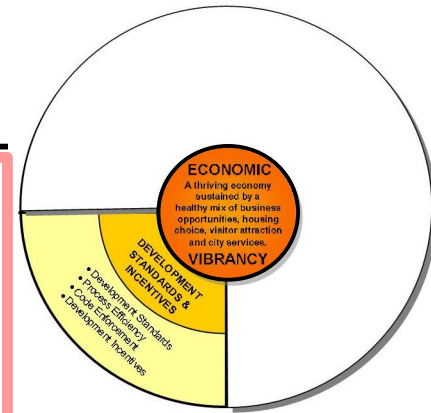 ECONOMIC
A thriving economy
sustained by a
healthy mix of business
opportunities, housing
choice, visitor attraction
and city services.
VIBRANCY
DEVELOPMENT
STANDARDS &
INCENTIVES
• Development Standards
• Process Efficiency
• Code Enforcement
• Development Incentives